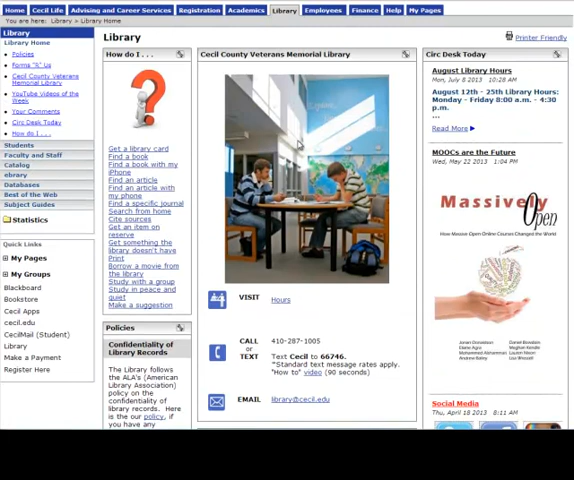 Home Cecil Life Advising and Career Services Registration Academics Library Employees Finance Help My Pages
You are here: Library > Library Home
Library
Library Home
Policies
Forms "R" Us
Cecil County Veterans
Memorial Library
YouTube Videos of the
Week
Your Comments
Circ Desk Today
How do I . . .
Students
Faculty and Staff
Catalog
ebrary
Databases
Best of the Web
Subject Guides
Statistics
Quick Links
My Pages
My Groups
Blackboard
Bookstore
Cecil Apps
cecil.edu
CecilMail (Student)
Library
Make a Payment
Register Here
Library
Printer Friendly
How do I . . .
Get a library card
Find a book
Find a book with my
iPhone
Find an article
Find an article with
my phone
Find a specific journal
Search from home
Cite sources
Get an item on
reserve
Get something the
library doesn't have
Print
Borrow a movie from
the library
Study with a group
Study in peace and
quiet
Make a suggestion
Policies
Confidentiality of
Library Records
The Library follows
the ALA's (American
Library Association)
policy on the
confidentiality of
library records. Here
is the our policy, if
you have any
Cecil County Veterans Memorial Library
VISIT
Hours
CALL
or
TEXT
410-287-1005
Text Cecil to 66746.
*Standard text message rates apply.
"How to" video (90 seconds)
EMAIL
library@cecil.edu
Circ Desk Today
August Library Hours
Mon, July 8 2013 10:28 AM
August 12th - 25th Library Hours:
Monday - Friday 8:00 a.m. - 4:30
p.m.
...
Read More
MOOCs are the Future
Wed, May 22 2013 1:04 PM
Massively
Open
How Massive Open Online Courses Changed the World
Social Media
Thu, April 18 2013 8:11 AM